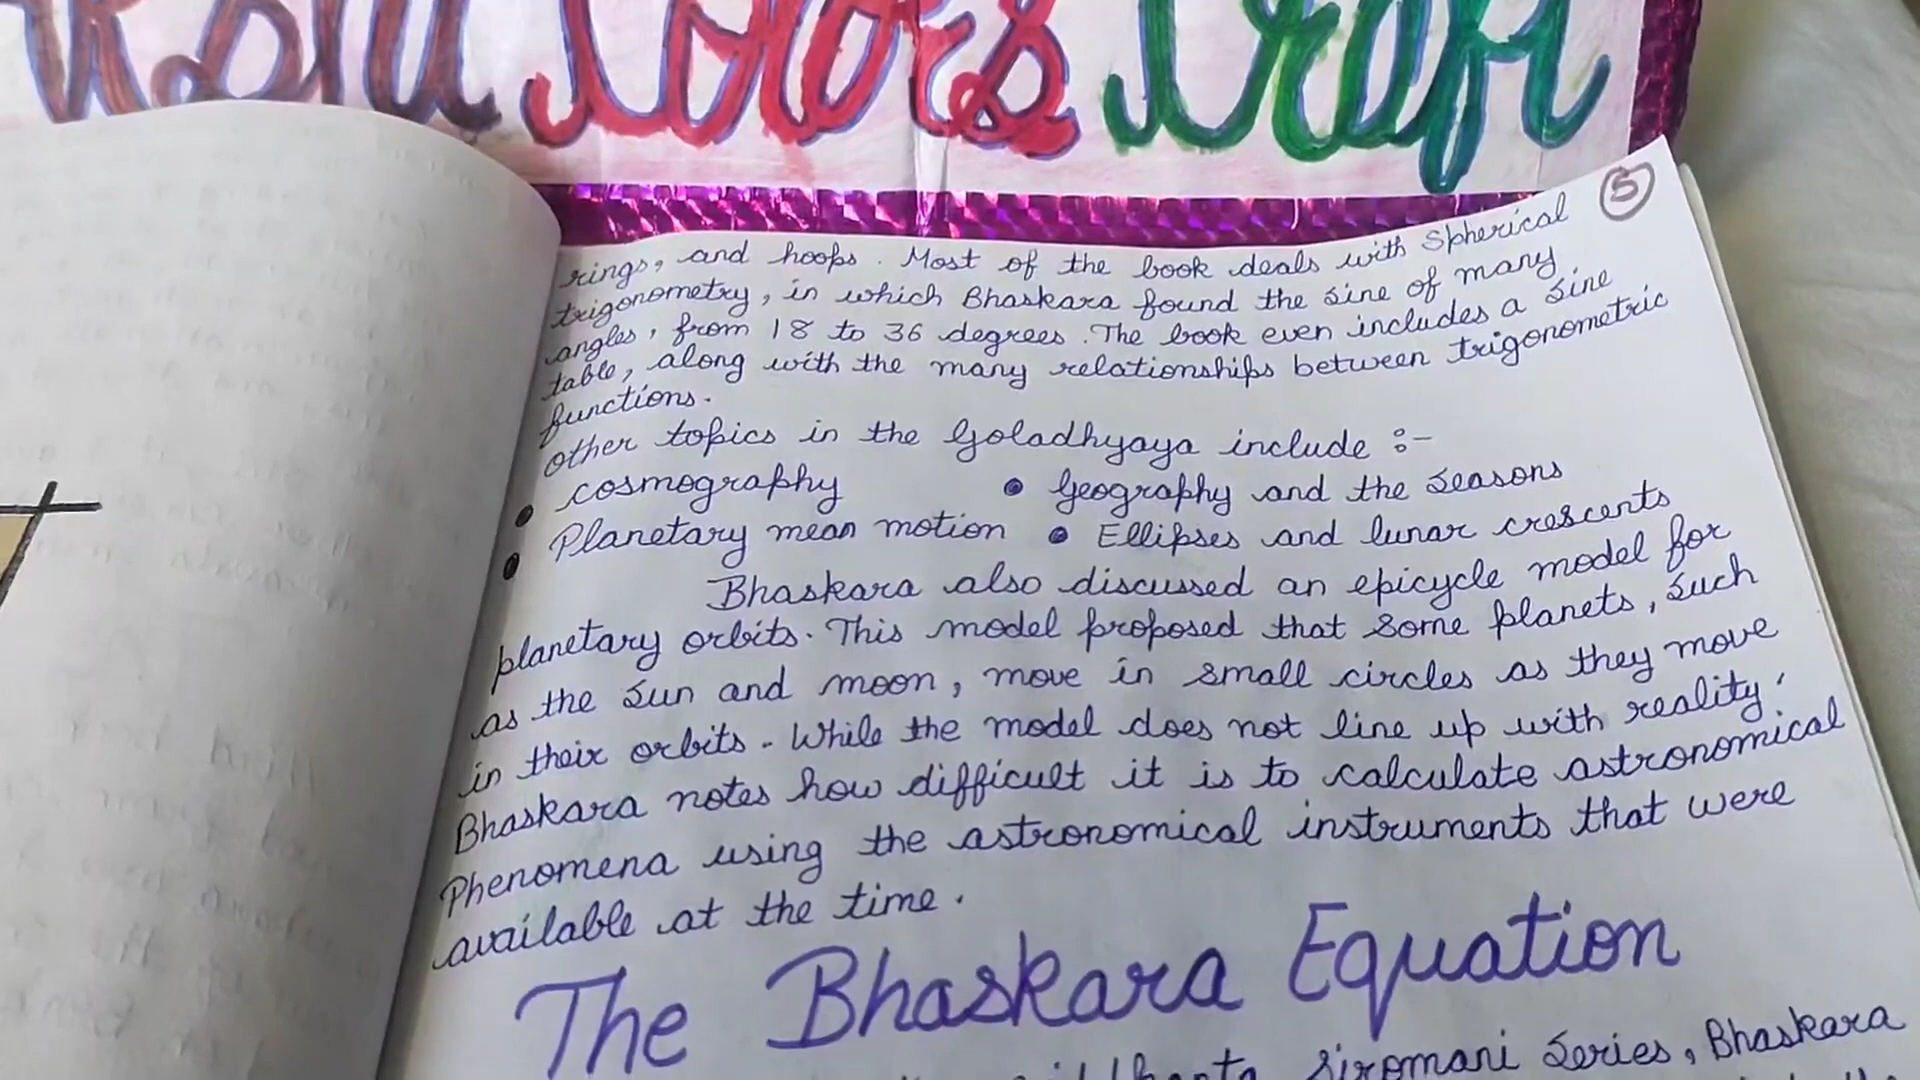 Colors Craft
5
rings, and hoops. Most of the book deals with Spherical
trigonometry, in which Bhaskara found the sine of many
angles, from 18 to 36 degrees. The book even includes a sine
table, along with the many relationships between trigonometric
functions.
other topics in the Goladhyaya include :-
• cosmography • Geography and the seasons
• Planetary mean motion • Ellipses and lunar crescents
Bhaskara also discussed an epicycle model for
planetary orbits. This model proposed that some planets, such
as the sun and moon, move in small circles as they move
in their orbits. While the model does not line up with reality,
Bhaskara notes how difficult it is to calculate astronomical
Phenomena using the astronomical instruments that were
available at the time.
The Bhaskara Equation
Siromani series, Bhaskara